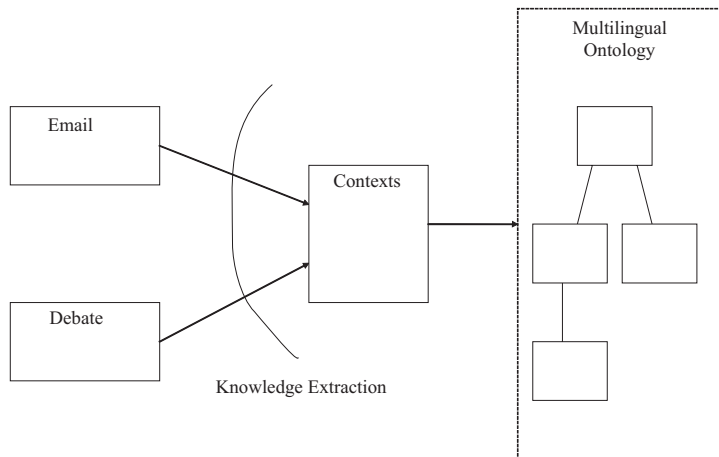 Multilingual
Ontology
Email
Contexts
Debate
Knowledge Extraction